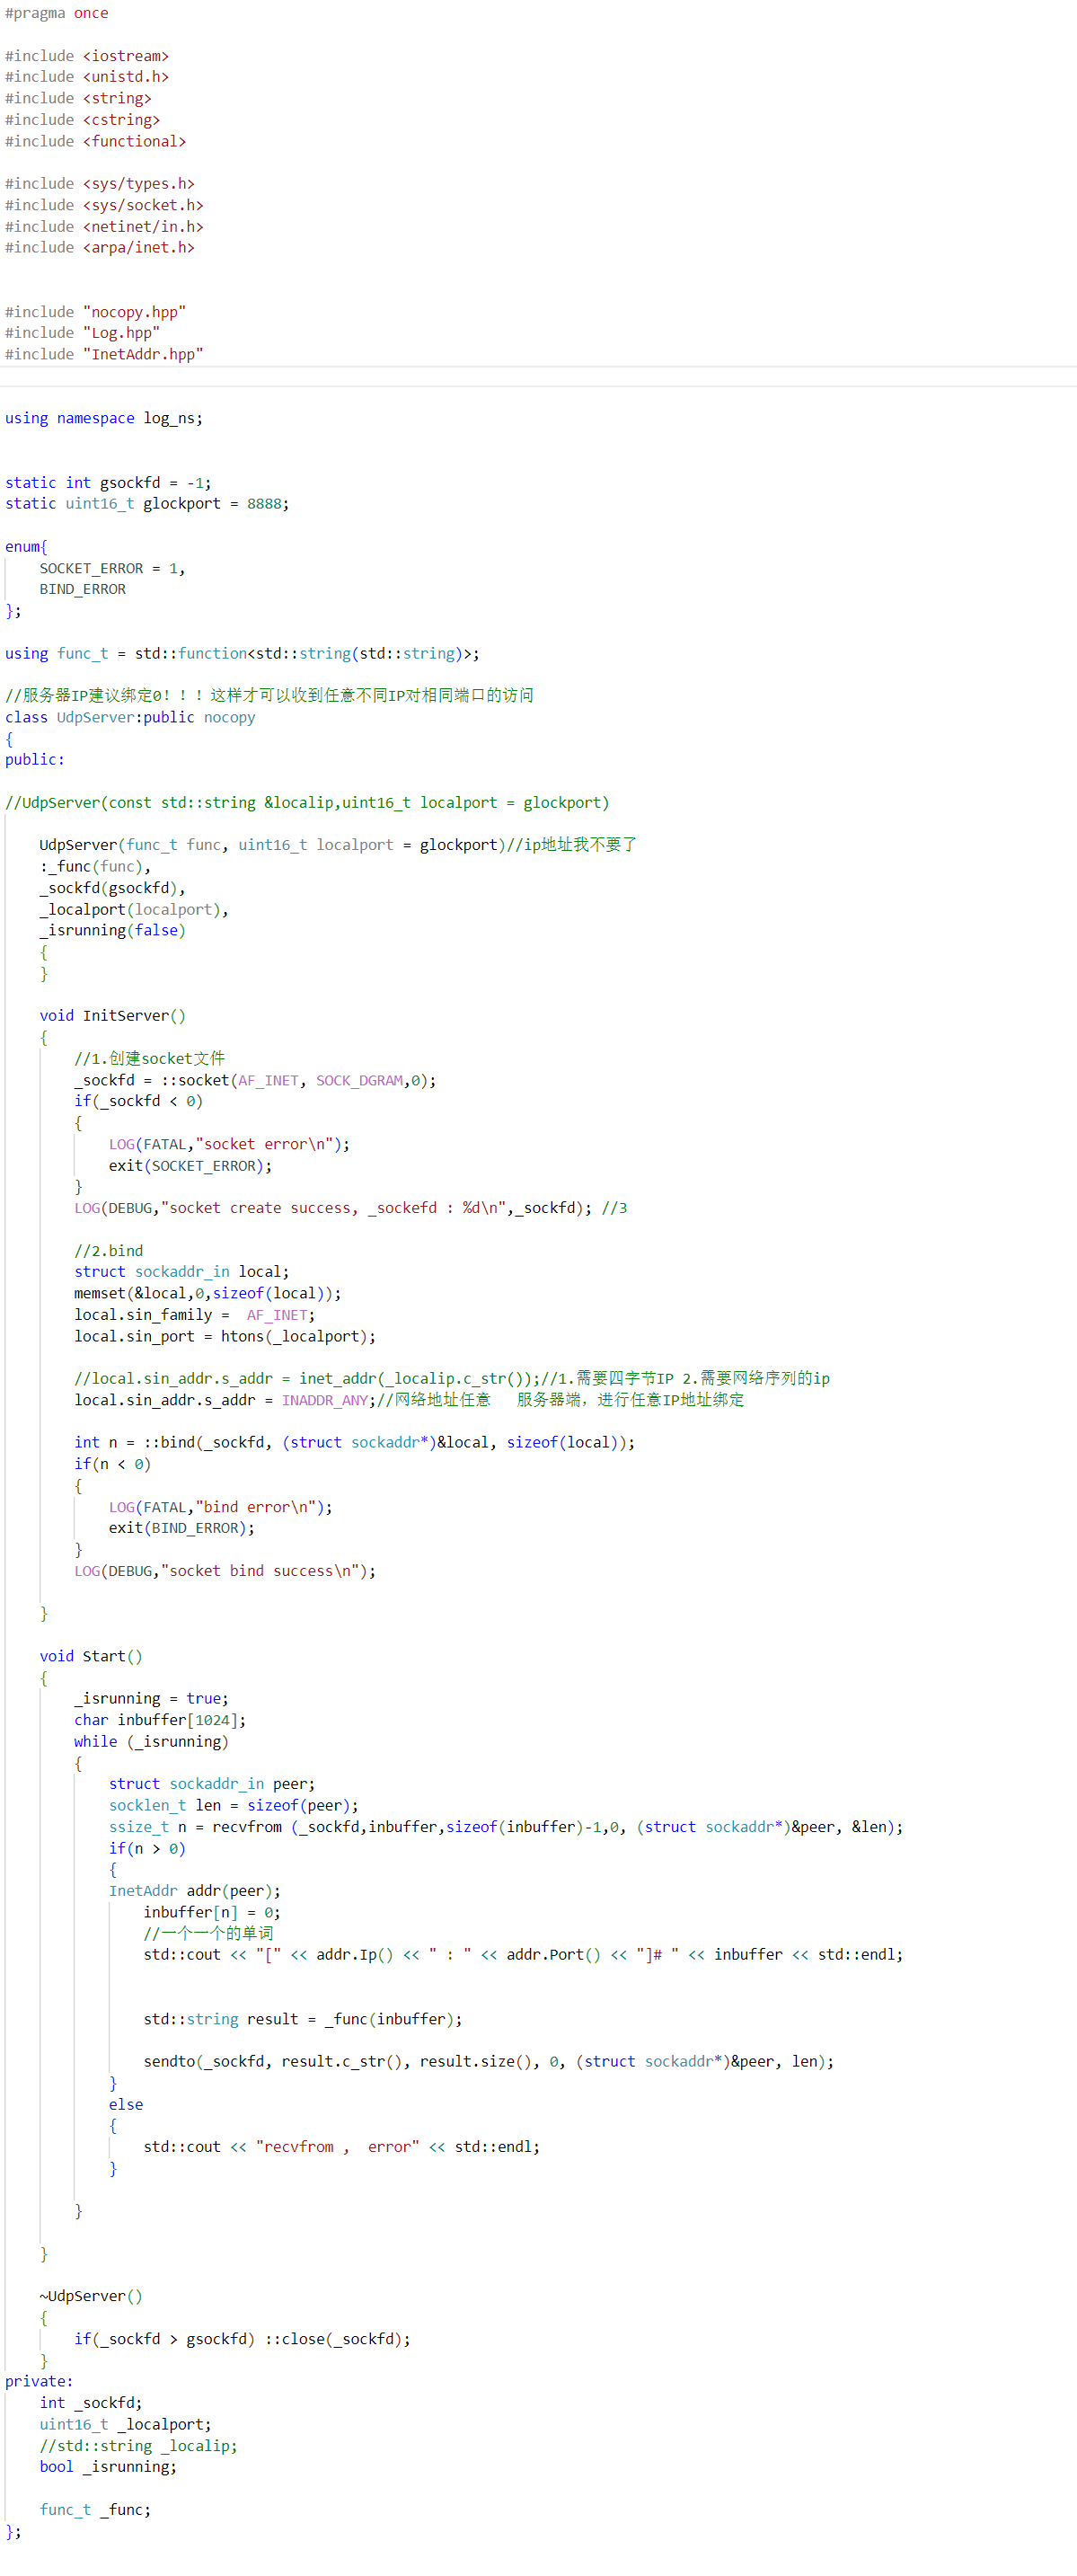 #pragma once
#include <iostream>
#include <unistd.h>
#include <string>
#include <cstring>
#include <functional>
#include <sys/types.h>
#include <sys/socket.h>
#include <netinet/in.h>
#include <arpa/inet.h>
#include "nocopy.hpp"
#include "Log.hpp"
#include "InetAddr.hpp"
using namespace log_ns;
static int gsockfd = -1;
static uint16_t glockport = 8888;
enum{
    SOCKET_ERROR = 1,
    BIND_ERROR
};
using func_t = std::function<std::string(std::string)>;
//服务器IP建议绑定0！！！这样才可以收到任意不同IP对相同端口的访问
class UdpServer:public nocopy
{
public:
//UdpServer(const std::string &localip,uint16_t localport = glockport)
    UdpServer(func_t func, uint16_t localport = glockport)//ip地址我不要了
    :_func(func),
    _sockfd(gsockfd),
    _localport(localport),
    _isrunning(false)
    {
    }
    void InitServer()
    {
        //1.创建socket文件
        _sockfd = ::socket(AF_INET, SOCK_DGRAM,0);
        if(_sockfd < 0)
        {
            LOG(FATAL,"socket error\n");
            exit(SOCKET_ERROR);
        }
        LOG(DEBUG,"socket create success, _sockefd : %d\n",_sockfd); //3
        //2.bind
        struct sockaddr_in local;
        memset(&local,0,sizeof(local));
        local.sin_family =  AF_INET;
        local.sin_port = htons(_localport);
        //local.sin_addr.s_addr = inet_addr(_localip.c_str());//1.需要四字节IP 2.需要网络序列的ip
        local.sin_addr.s_addr = INADDR_ANY;//网络地址任意   服务器端，进行任意IP地址绑定
        int n = ::bind(_sockfd, (struct sockaddr*)&local, sizeof(local));
        if(n < 0)
        {
            LOG(FATAL,"bind error\n");
            exit(BIND_ERROR);
        }
        LOG(DEBUG,"socket bind success\n");
    }
    void Start()
    {
        _isrunning = true;
        char inbuffer[1024];
        while (_isrunning)
        {
            struct sockaddr_in peer;
            socklen_t len = sizeof(peer);
            ssize_t n = recvfrom (_sockfd,inbuffer,sizeof(inbuffer)-1,0, (struct sockaddr*)&peer, &len);
            if(n > 0)
            {
            InetAddr addr(peer);
                inbuffer[n] = 0;
                //一个一个的单词
                std::cout << "[" << addr.Ip() << " : " << addr.Port() << "]# " << inbuffer << std::endl;
                std::string result = _func(inbuffer);
                sendto(_sockfd, result.c_str(), result.size(), 0, (struct sockaddr*)&peer, len);
            }
            else
            {
                std::cout << "recvfrom ,  error" << std::endl;
            }
        }
    }
    ~UdpServer()
    {
        if(_sockfd > gsockfd) ::close(_sockfd);
    }
private:
    int _sockfd;
    uint16_t _localport;
    //std::string _localip;
    bool _isrunning;
    func_t _func;
};